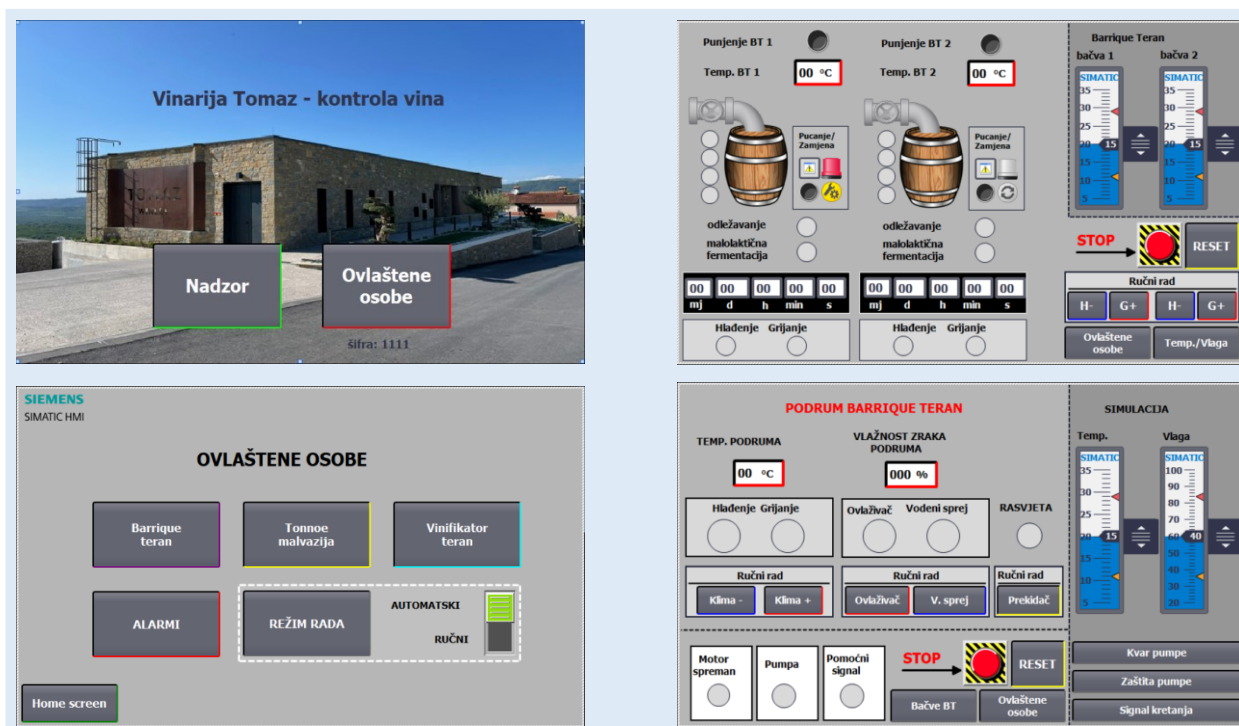 Vinarija Tomaz - kontrola vina
TOMAZ
Nadzor
Ovlaštene
osobe
šifra: 1111
Punjenje BT 1
Punjenje BT 2
Temp. BT 1
00 °C
Temp. BT 2
00 °C
Pucanje/
Zamjena
Pucanje/
Zamjena
odležavanje
odležavanje
malolaktična
fermentacija
malolaktična
fermentacija
00 00 00 00 00
mj d h min s
00 00 00 00 00
mj d h min s
Hlađenje Grijanje
Hlađenje Grijanje
Barrique Teran
bačva 1
bačva 2
SIMATIC
35
30
25
20
15
15
10
5
SIMATIC
35
30
25
20
15
15
10
5
STOP
RESET
Ručni rad
H- G+ H- G+
Ovlaštene
osobe
Temp./Vlaga
SIEMENS
SIMATIC HMI
OVLAŠTENE OSOBE
Barrique
teran
Tonnoe
malvazija
Vinifikator
teran
ALARMI
REŽIM RADA
AUTOMATSKI
RUČNI
Home screen
PODRUM BARRIQUE TERAN
TEMP. PODRUMA
00 °C
VLAŽNOST ZRAKA
PODRUMA
000 %
Hlađenje Grijanje
Ovlaživač Vodeni sprej
RASVJETA
Ručni rad
Klima - Klima +
Ručni rad
Ovlaživač V. sprej
Ručni rad
Prekidač
Motor
spreman
Pumpa
Pomoćni
signal
STOP
RESET
Bačve BT
Ovlaštene
osobe
SIMULACIJA
Temp.
Vlaga
SIMATIC
35
30
25
20
15
15
10
5
SIMATIC
100
90
80
70
60
40
50
40
30
20
Kvar pumpe
Zaštita pumpe
Signal kretanja